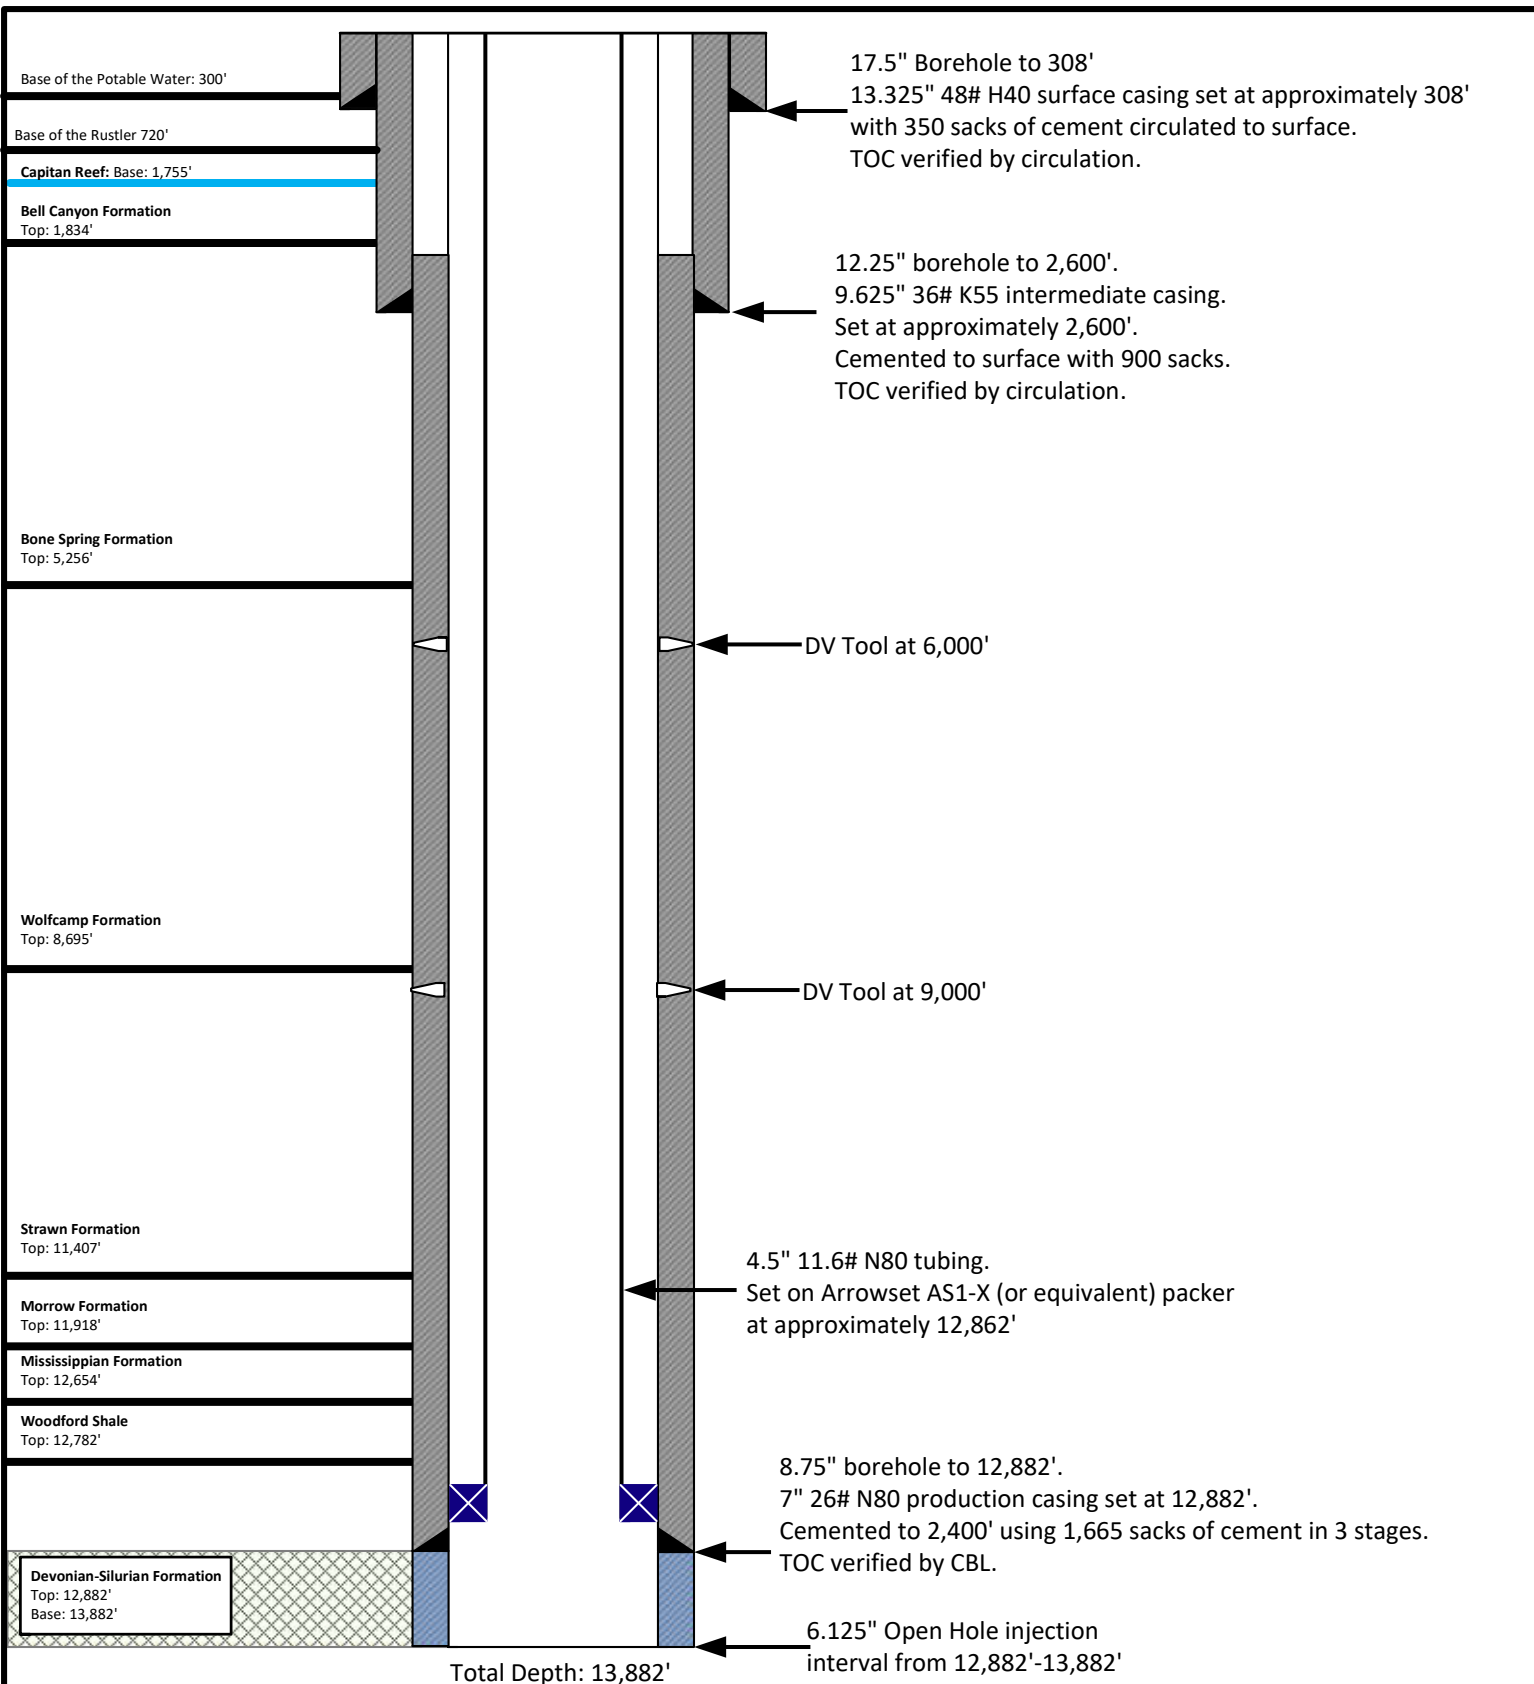 Base of the Potable Water: 300'
Base of the Rustler 720'
Capitan Reef: Base: 1,755'
Bell Canyon Formation
Top: 1,834'
Bone Spring Formation
Top: 5,256'
Wolfcamp Formation
Top: 8,695'
Strawn Formation
Top: 11,407'
Morrow Formation
Top: 11,918'
Mississippian Formation
Top: 12,654'
Woodford Shale
Top: 12,782'
Devonian-Silurian Formation
Top: 12,882'
Base: 13,882'
17.5" Borehole to 308'
13.325" 48# H40 surface casing set at approximately 308'
with 350 sacks of cement circulated to surface.
TOC verified by circulation.
12.25" borehole to 2,600'.
9.625" 36# K55 intermediate casing.
Set at approximately 2,600'.
Cemented to surface with 900 sacks.
TOC verified by circulation.
DV Tool at 6,000'
DV Tool at 9,000'
4.5" 11.6# N80 tubing.
Set on Arrowset AS1-X (or equivalent) packer
at approximately 12,862'
8.75" borehole to 12,882'.
7" 26# N80 production casing set at 12,882'.
Cemented to 2,400' using 1,665 sacks of cement in 3 stages.
TOC verified by CBL.
6.125" Open Hole injection
interval from 12,882'-13,882'
Total Depth: 13,882'